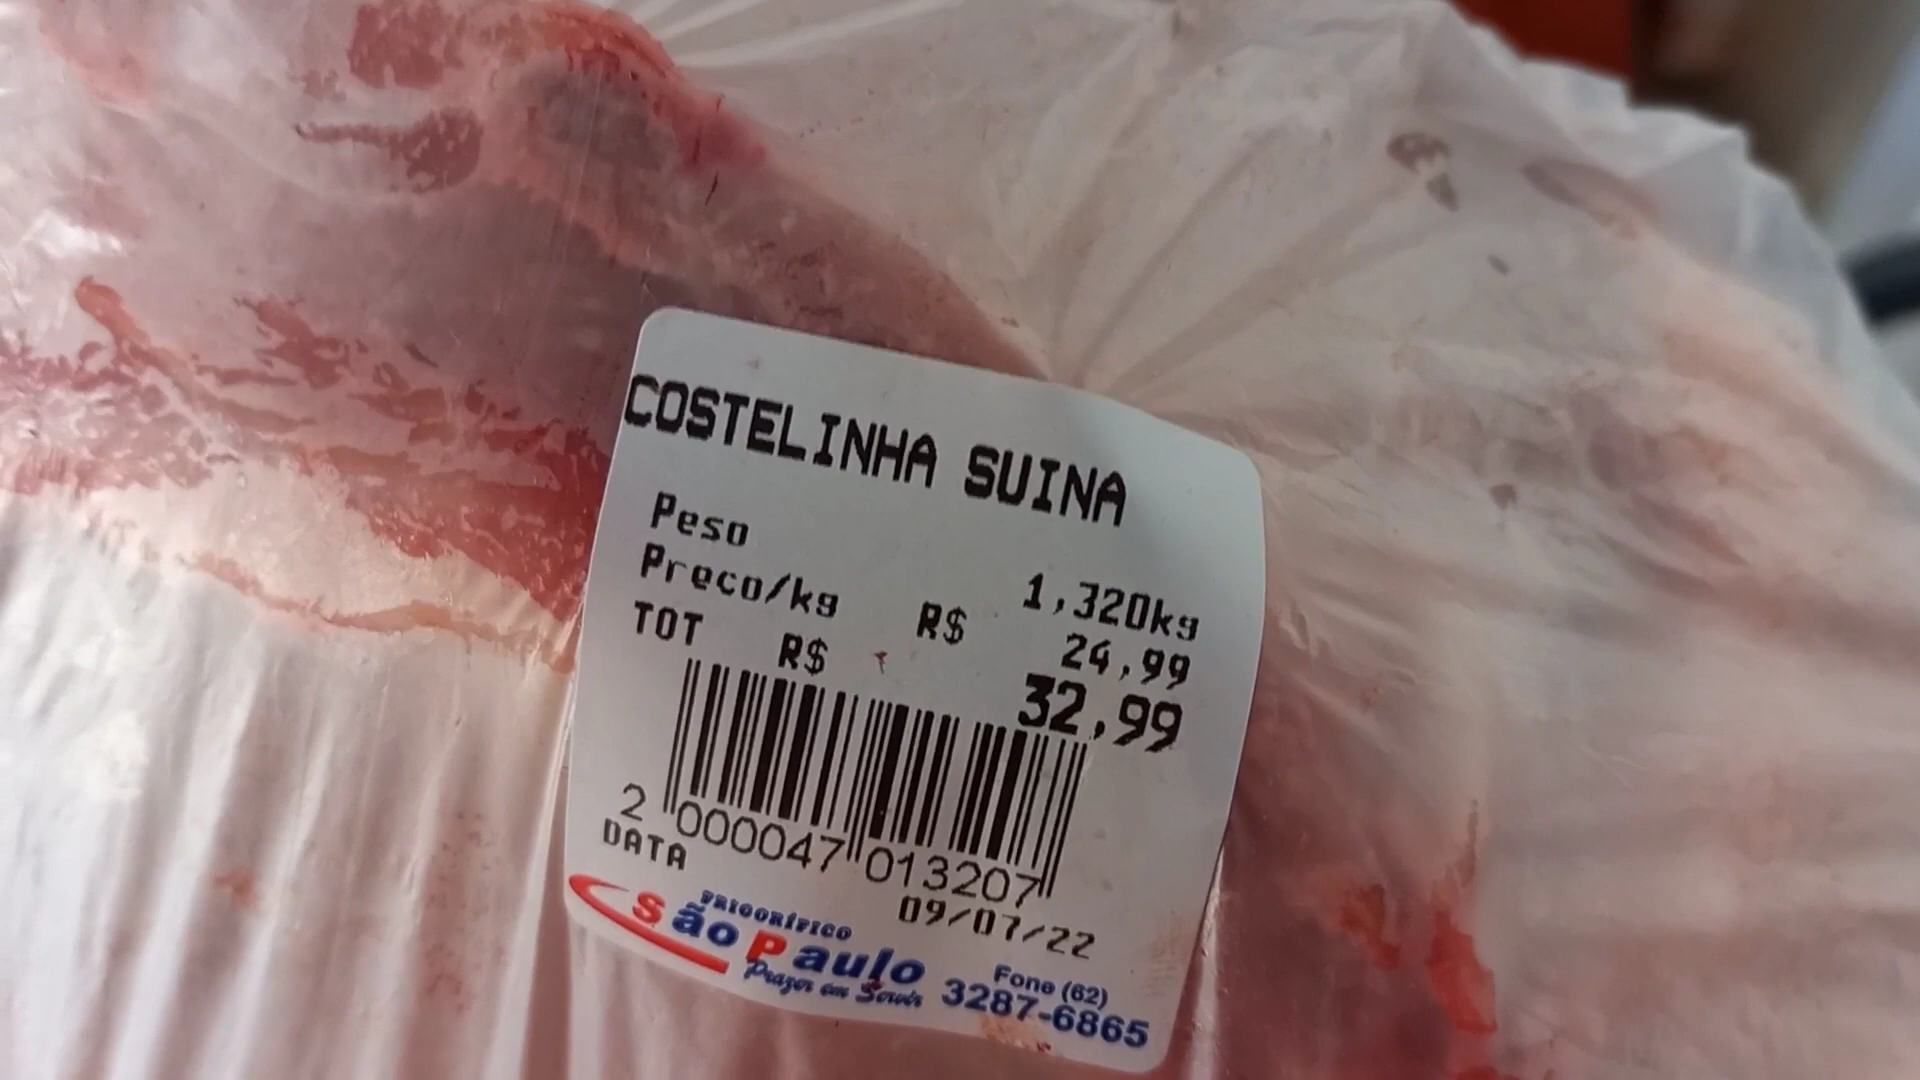 COSTELINHA SUINA
Peso 1,320kg
Preco/kg R$ 24,99
TOT R$ 32,99
2 000047 013207
DATA 09/07/22
FRIGORÍFICO
são Paulo
Prazer em Servir
Fone (62)
3287-6865